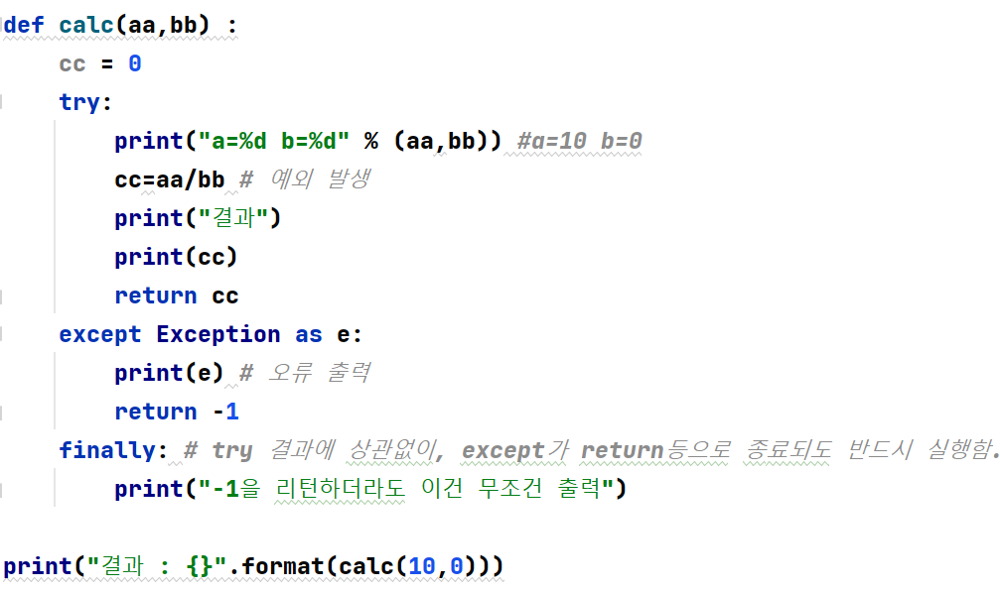 def calc(aa,bb) :
    cc = 0
    try:
        print("a=%d b=%d" % (aa,bb)) #a=10 b=0
        cc=aa/bb # 예외 발생
        print("결과")
        print(cc)
        return cc
    except Exception as e:
        print(e) # 오류 출력
        return -1
    finally: # try 결과에 상관없이, except가 return등으로 종료되도 반드시 실행함.
        print("-1을 리턴하더라도 이건 무조건 출력")
print("결과 : {}".format(calc(10,0)))